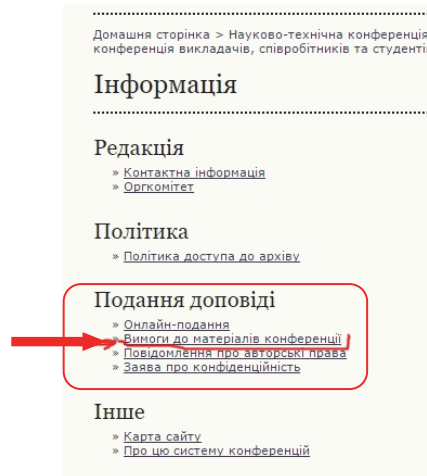 Домашня сторінка > Науково-технічна конференція
конференція викладачів, співробітників та студенті
Інформація
Редакція
» Контактна інформація
» Оргкомітет
Політика
» Політика доступа до архіву
Подання доповіді
» Онлайн-подання
» Вимоги до матеріалів конференції
» Повідомлення про авторські права
» Заява про конфіденційність
Інше
» Карта сайту
» Про цю систему конференцій